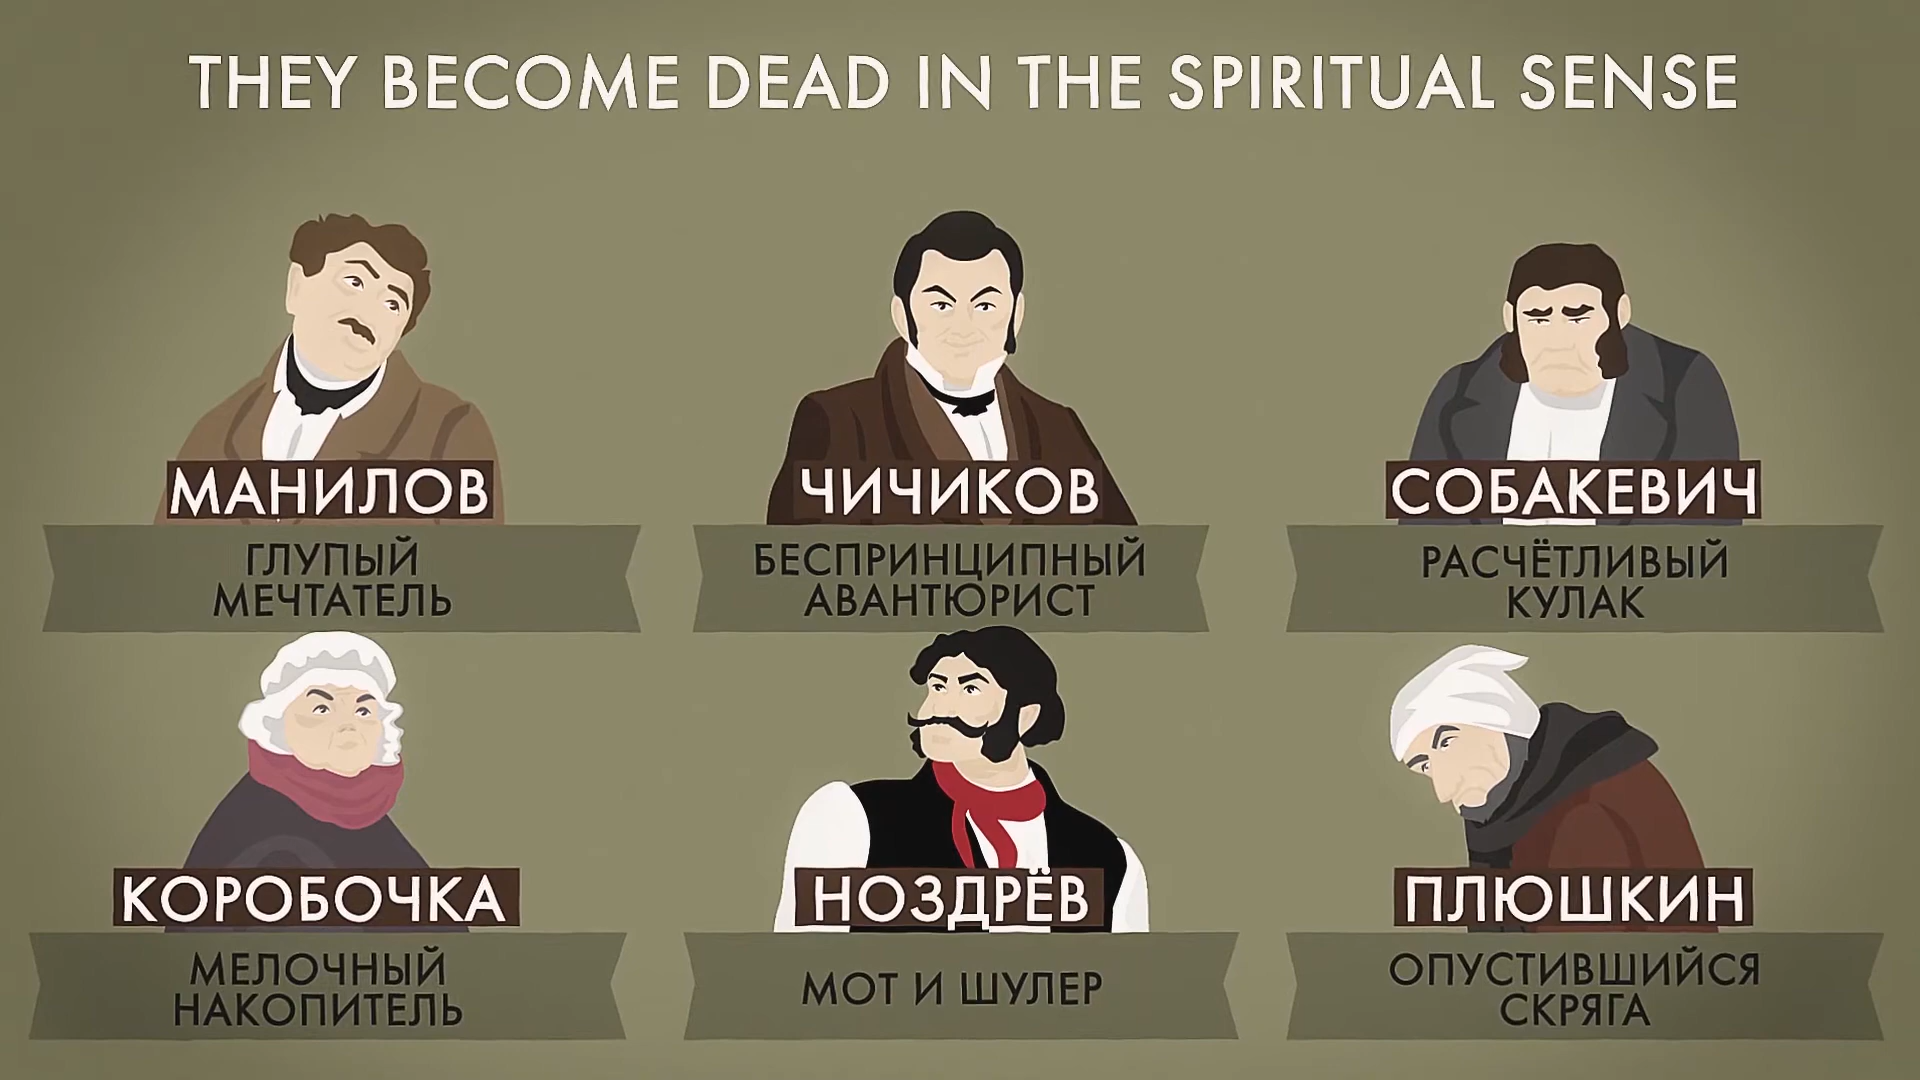 THEY BECOME DEAD IN THE SPIRITUAL SENSE
МАНИЛОВ
ГЛУПЫЙ
МЕЧТАТЕЛЬ
ЧИЧИКОВ
БЕСПРИНЦИПНЫЙ
АВАНТЮРИСТ
СОБАКЕВИЧ
РАСЧЁТЛИВЫЙ
КУЛАК
КОРОБОЧКА
МЕЛОЧНЫЙ
НАКОПИТЕЛЬ
НОЗДРЁВ
МОТ И ШУЛЕР
ПЛЮШКИН
ОПУСТИВШИЙСЯ
СКРЯГА